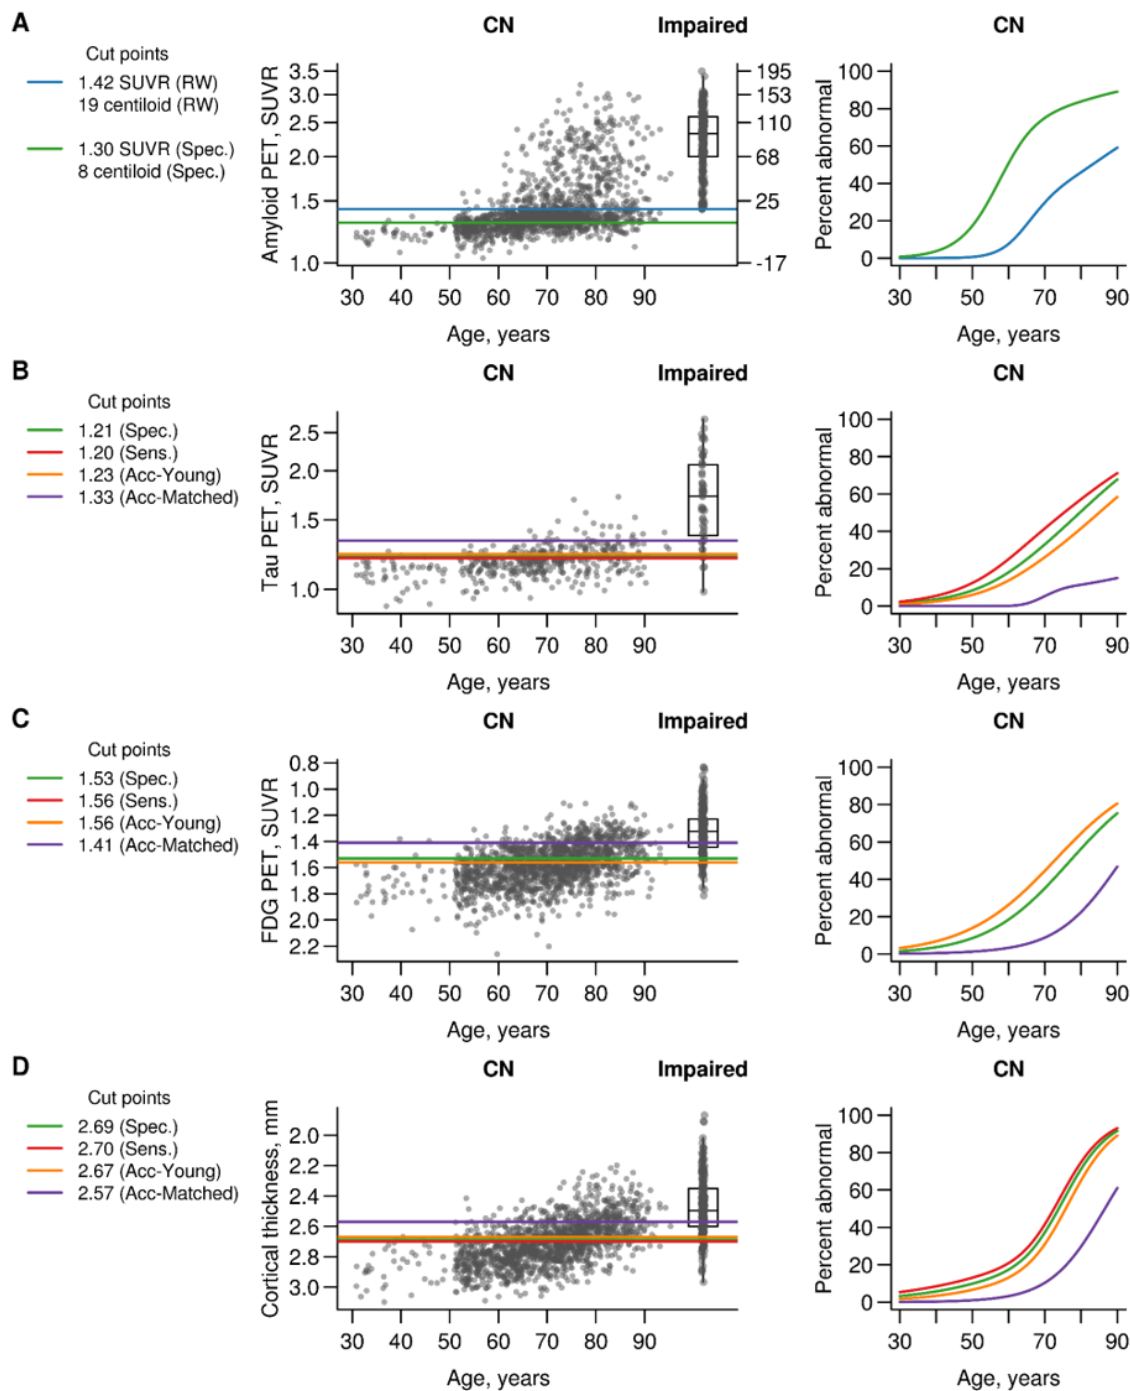 A
CN
Impaired
CN
Cut points
1.42 SUVR (RW)
19 centiloid (RW)
1.30 SUVR (Spec.)
8 centiloid (Spec.)
Amyloid PET, SUVR
3.5
3.0
2.5
2.0
1.5
1.0
195
153
110
68
25
-17
30 40 50 60 70 80 90
Age, years
Percent abnormal
100
80
60
40
20
0
30 50 70 90
Age, years
B
CN
Impaired
CN
Cut points
1.21 (Spec.)
1.20 (Sens.)
1.23 (Acc-Young)
1.33 (Acc-Matched)
Tau PET, SUVR
2.5
2.0
1.5
1.0
30 40 50 60 70 80 90
Age, years
Percent abnormal
100
80
60
40
20
0
30 50 70 90
Age, years
C
CN
Impaired
CN
Cut points
1.53 (Spec.)
1.56 (Sens.)
1.56 (Acc-Young)
1.41 (Acc-Matched)
FDG PET, SUVR
0.8
1.0
1.2
1.4
1.6
1.8
2.0
2.2
30 40 50 60 70 80 90
Age, years
Percent abnormal
100
80
60
40
20
0
30 50 70 90
Age, years
D
CN
Impaired
CN
Cut points
2.69 (Spec.)
2.70 (Sens.)
2.67 (Acc-Young)
2.57 (Acc-Matched)
Cortical thickness, mm
2.0
2.2
2.4
2.6
2.8
3.0
30 40 50 60 70 80 90
Age, years
Percent abnormal
100
80
60
40
20
0
30 50 70 90
Age, years